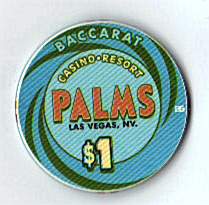 BACCARAT
CASINO•RESORT
PALMS
LAS VEGAS, NV.
$1